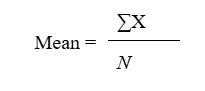 ∑X
Mean =
N